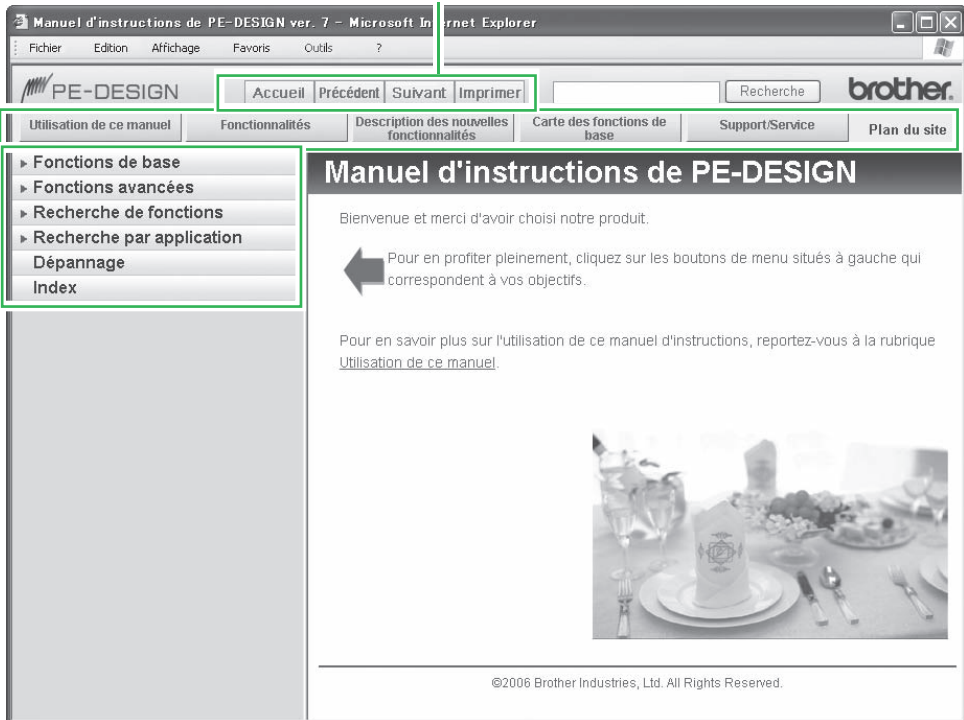 Manuel d'instructions de PE-DESIGN ver. 7 - Microsoft Internet Explorer
Fichier Edition Affichage Favoris Outils ?
PE-DESIGN Accueil Précédent Suivant Imprimer Recherche brother.
Utilisation de ce manuel Fonctionnalités Description des nouvelles fonctionnalités Carte des fonctions de base Support/Service Plan du site
Fonctions de base
Fonctions avancées
Recherche de fonctions
Recherche par application
Dépannage
Index
Manuel d'instructions de PE-DESIGN
Bienvenue et merci d'avoir choisi notre produit.
Pour en profiter pleinement, cliquez sur les boutons de menu situés à gauche qui
correspondent à vos objectifs.
Pour en savoir plus sur l'utilisation de ce manuel d'instructions, reportez-vous à la rubrique
Utilisation de ce manuel.
©2006 Brother Industries, Ltd. All Rights Reserved.